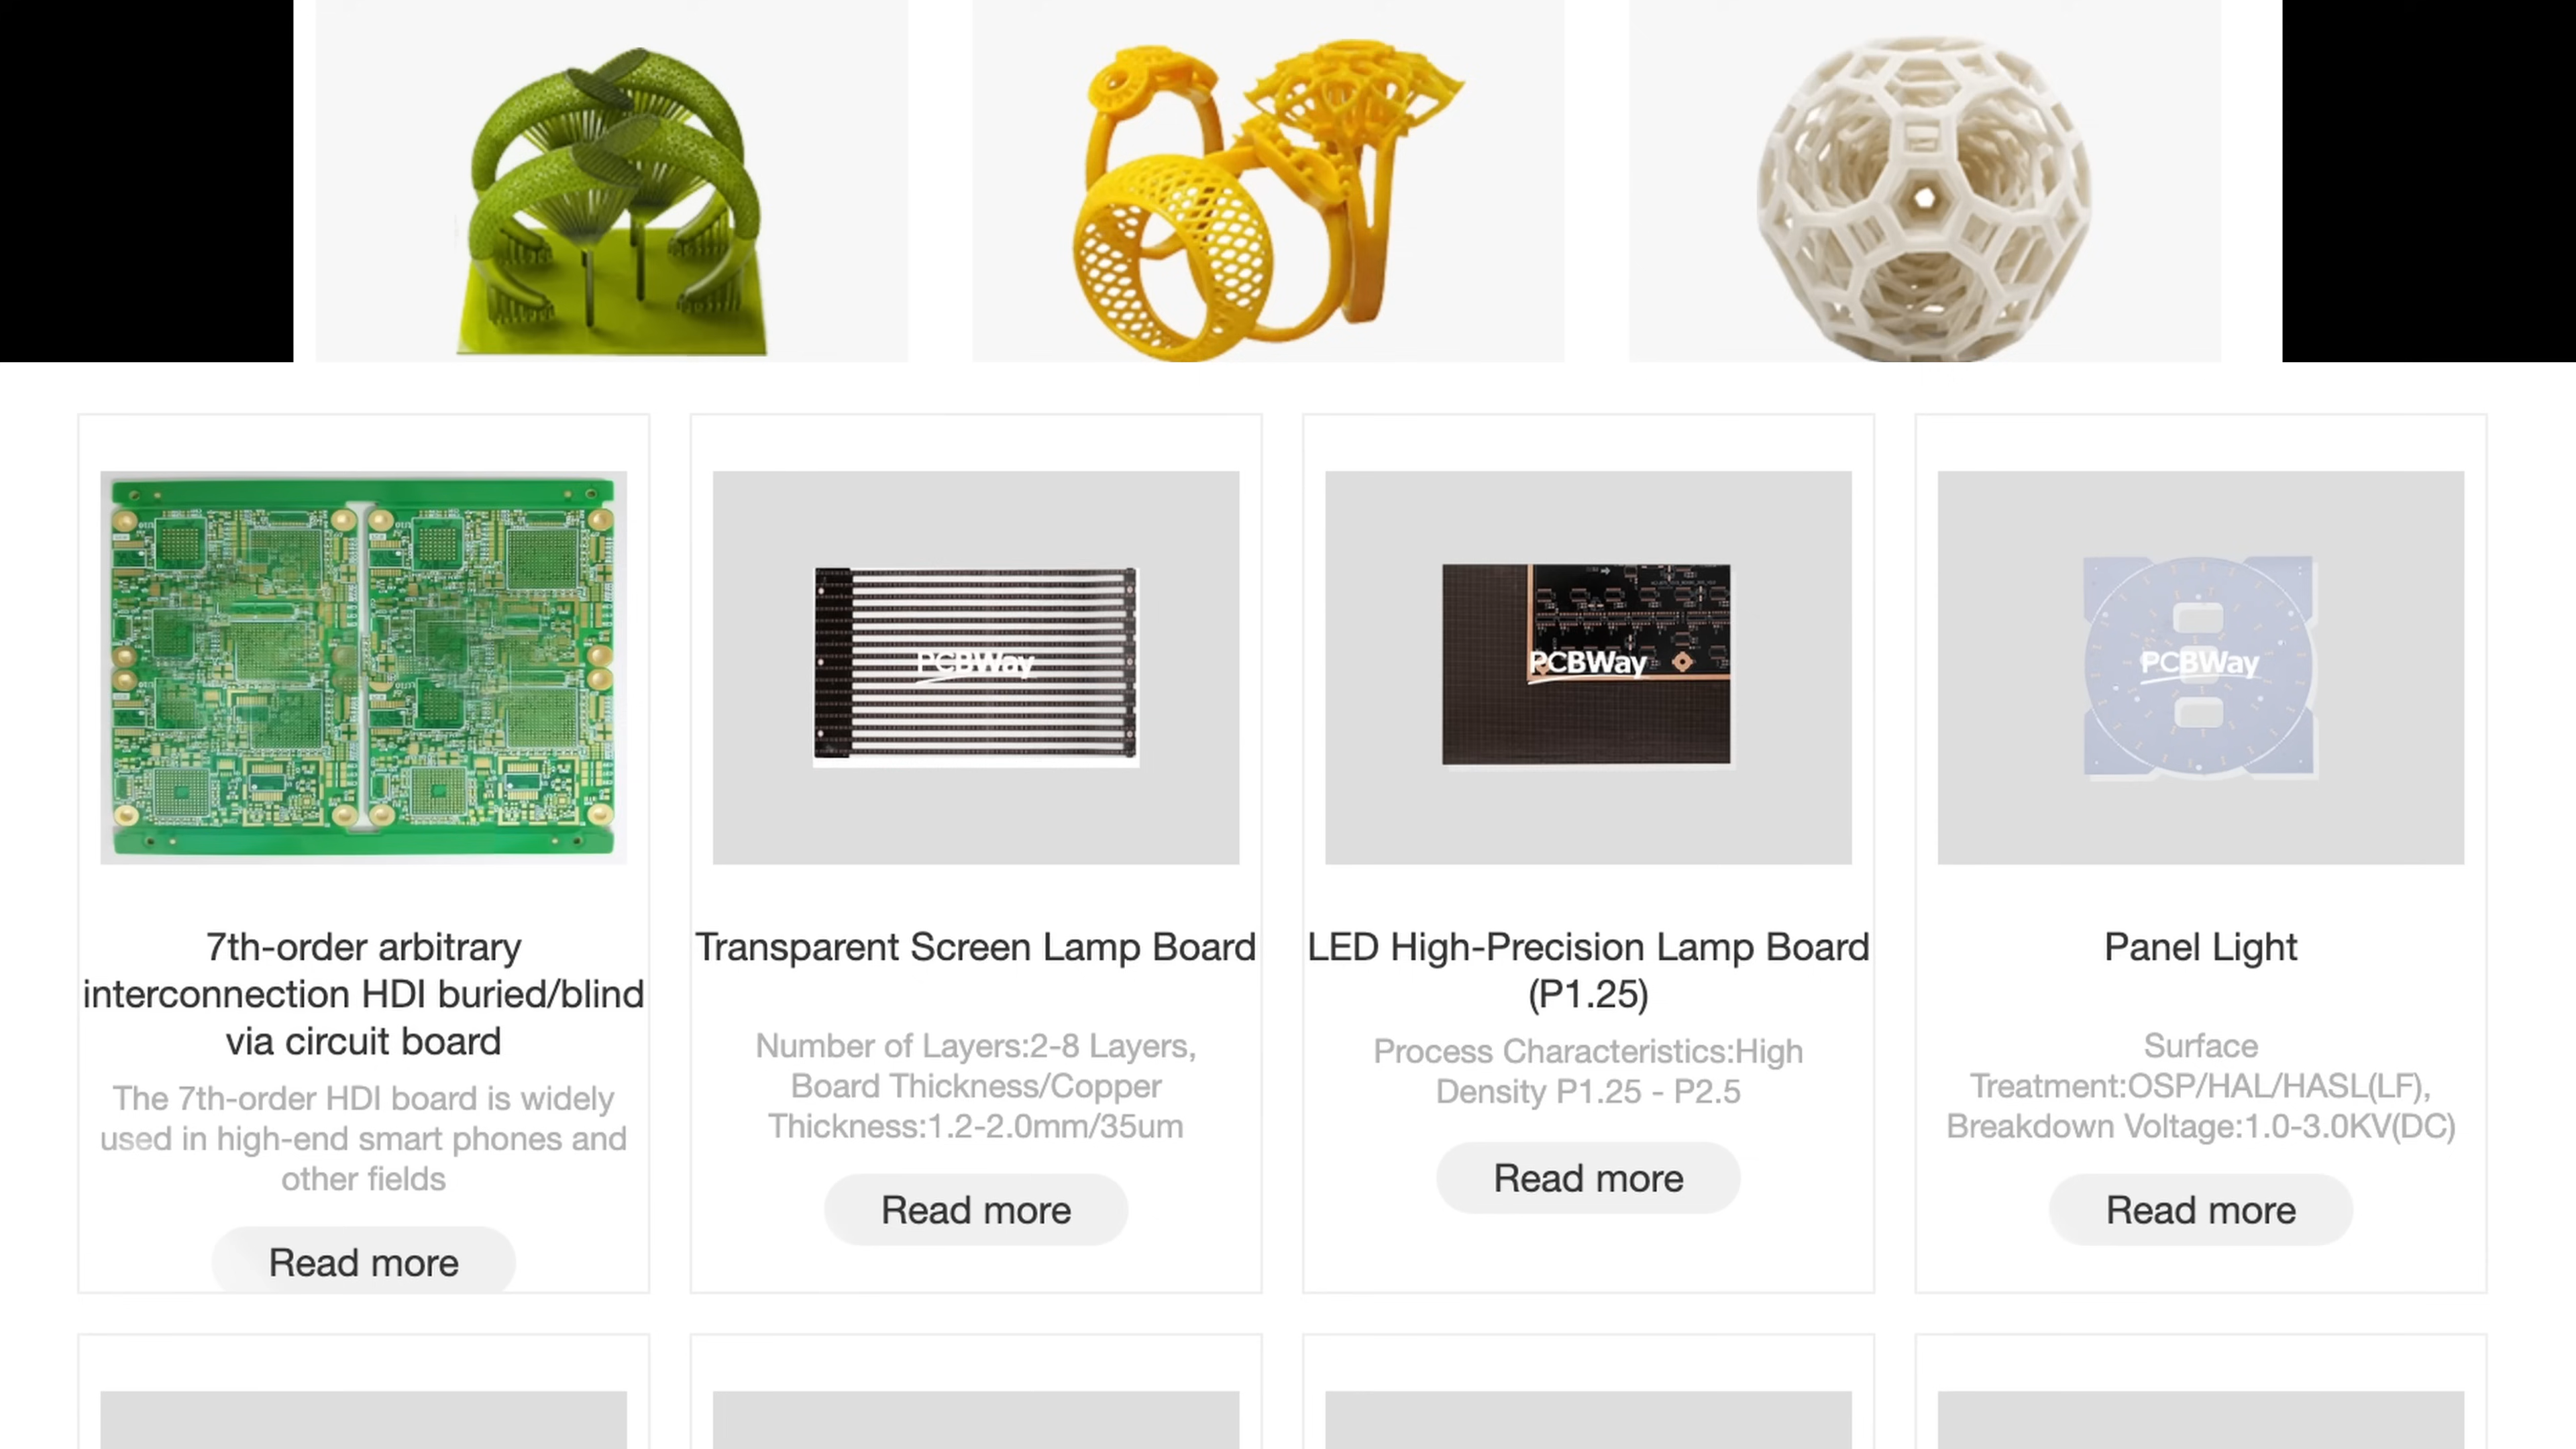 PCBWay
PCBWay
PCBWay
7th-order arbitrary
interconnection HDI buried/blind
via circuit board
The 7th-order HDI board is widely
used in high-end smart phones and
other fields
Read more
Transparent Screen Lamp Board
Number of Layers:2-8 Layers,
Board Thickness/Copper
Thickness:1.2-2.0mm/35um
Read more
LED High-Precision Lamp Board
(P1.25)
Process Characteristics:High
Density P1.25 - P2.5
Read more
Panel Light
Surface
Treatment:OSP/HAL/HASL(LF),
Breakdown Voltage:1.0-3.0KV(DC)
Read more